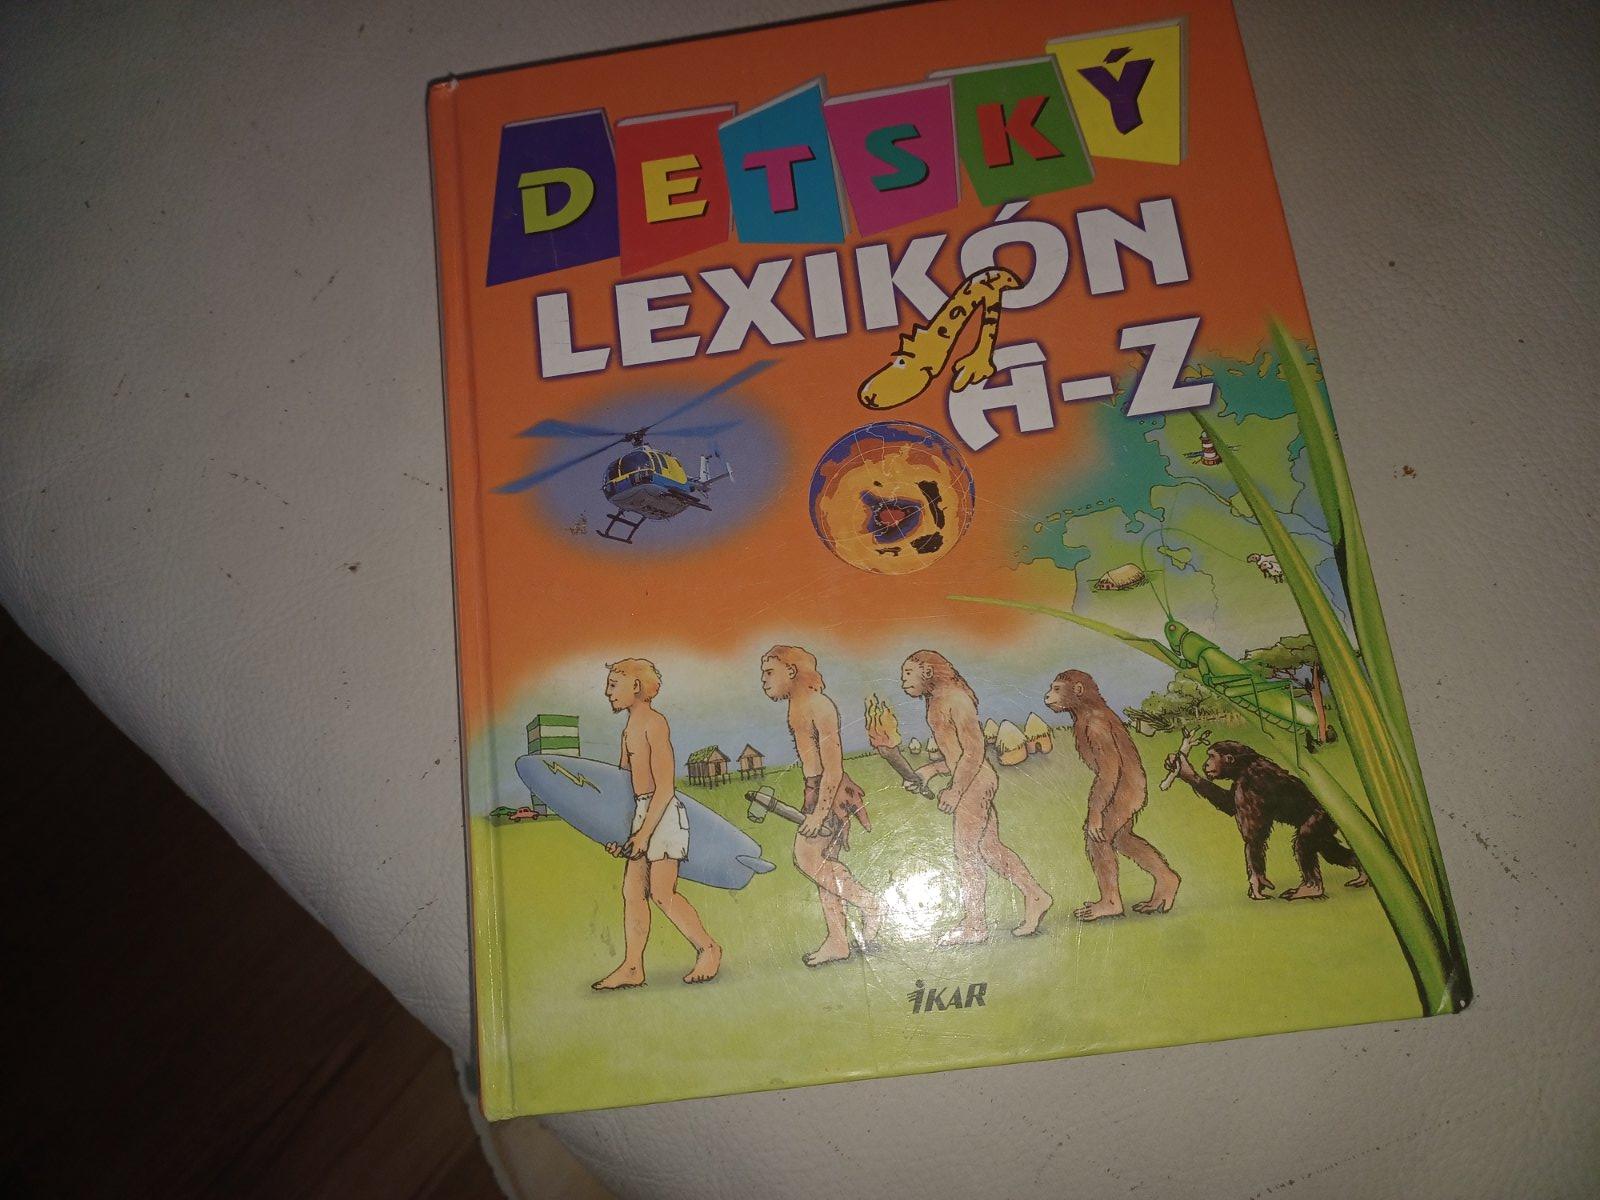 DETSKÝ
LEXIKÓN
A-Z
IKAR